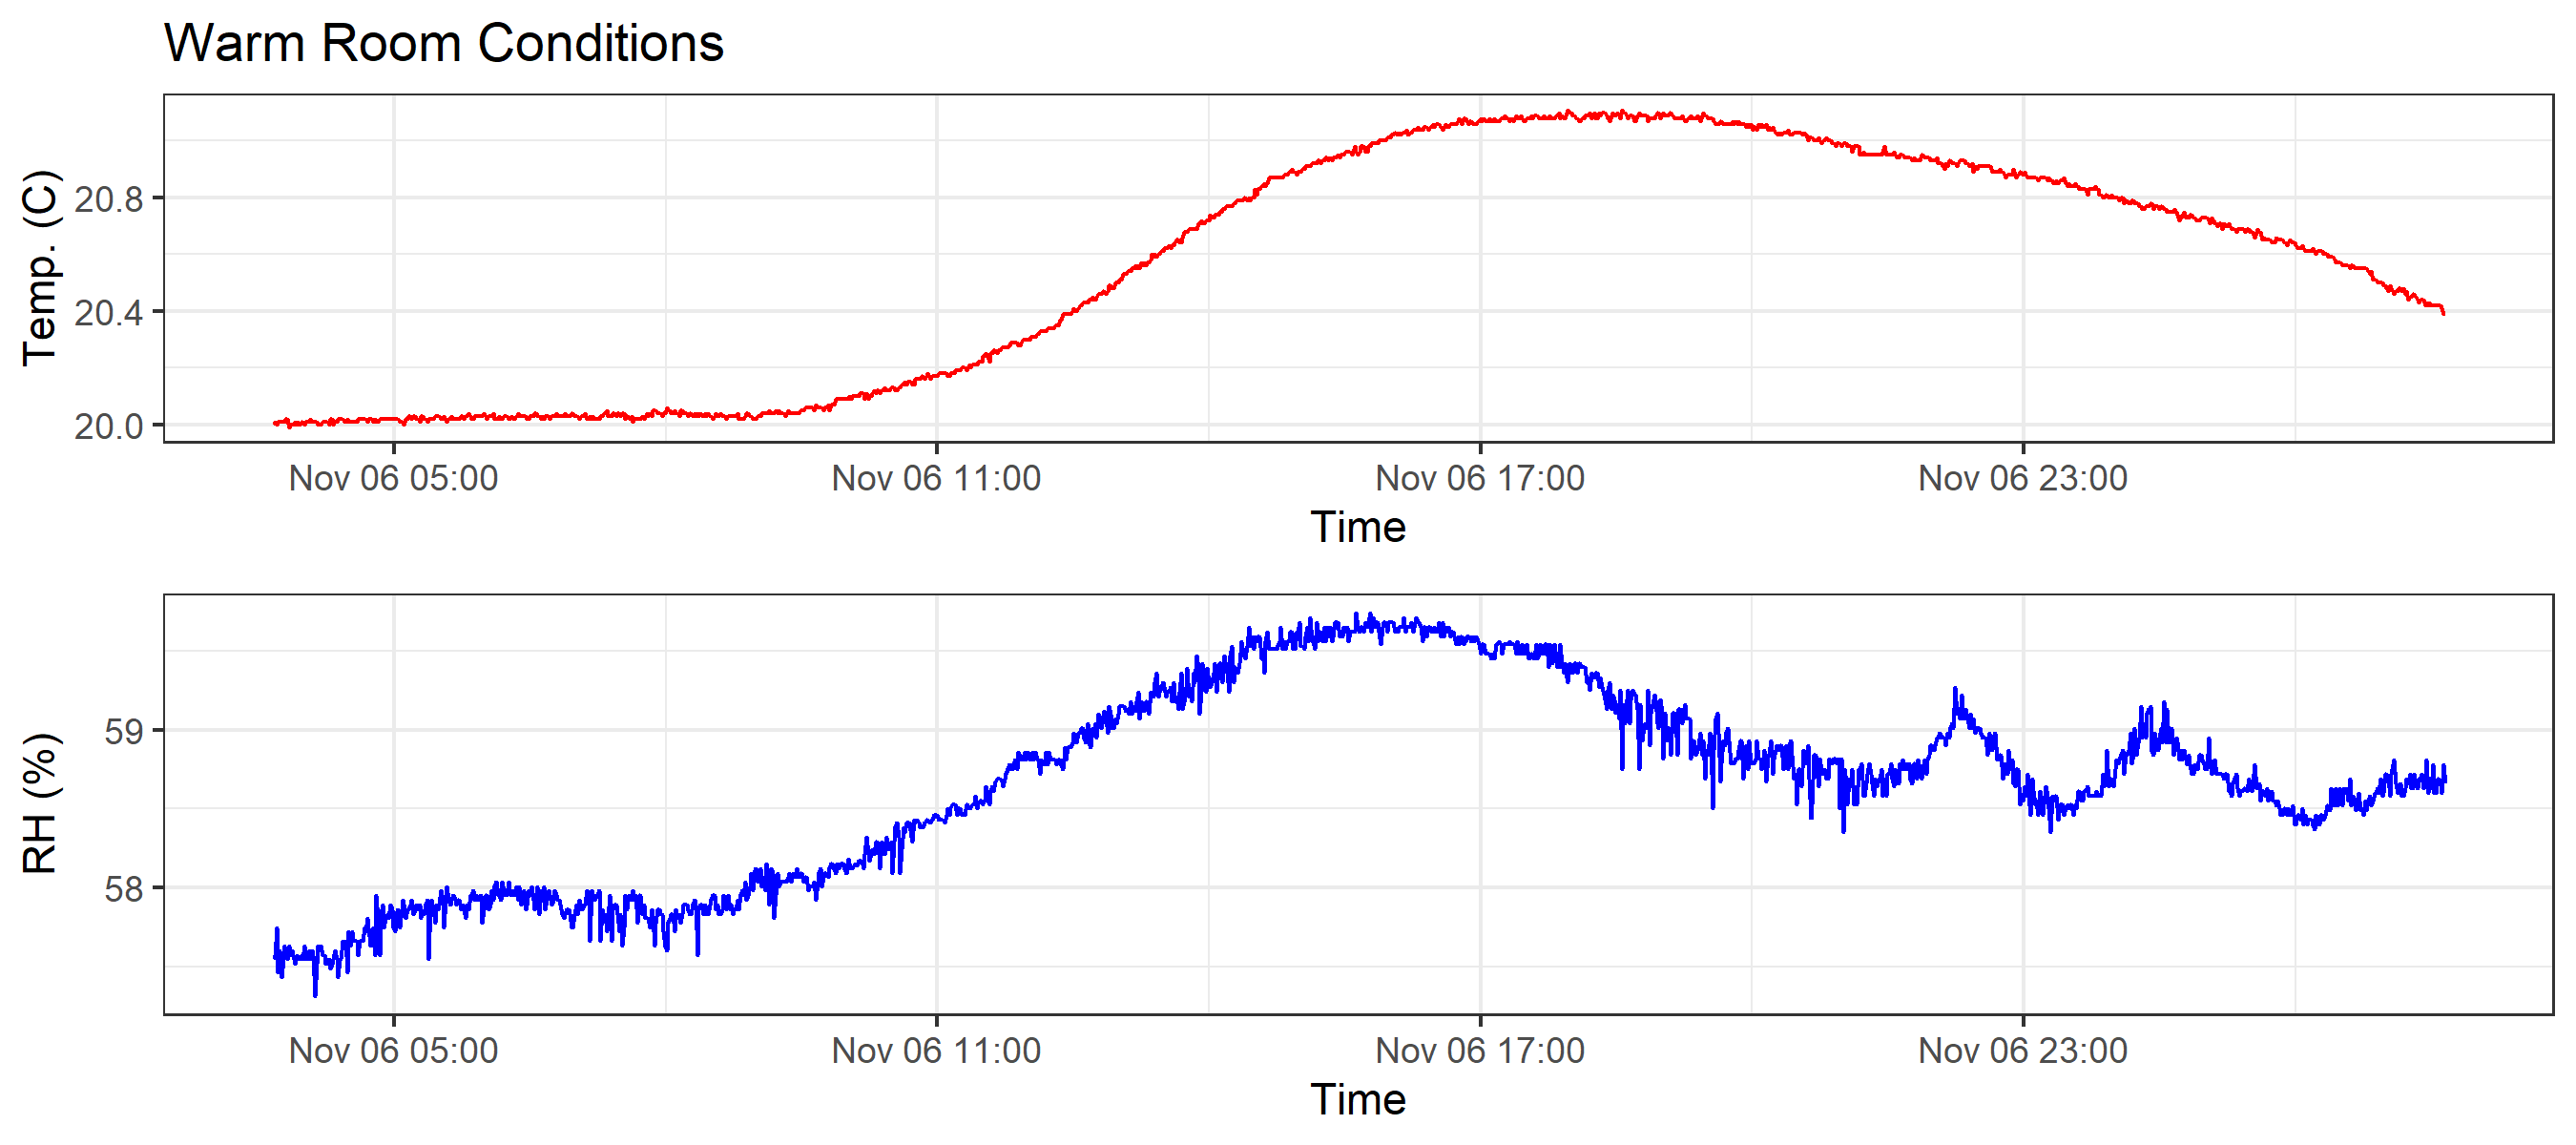 Warm Room Conditions
Temp. (C)
20.8
20.4
20.0
Nov 06 05:00 Nov 06 11:00 Nov 06 17:00 Nov 06 23:00
Time
RH (%)
59
58
Nov 06 05:00 Nov 06 11:00 Nov 06 17:00 Nov 06 23:00
Time